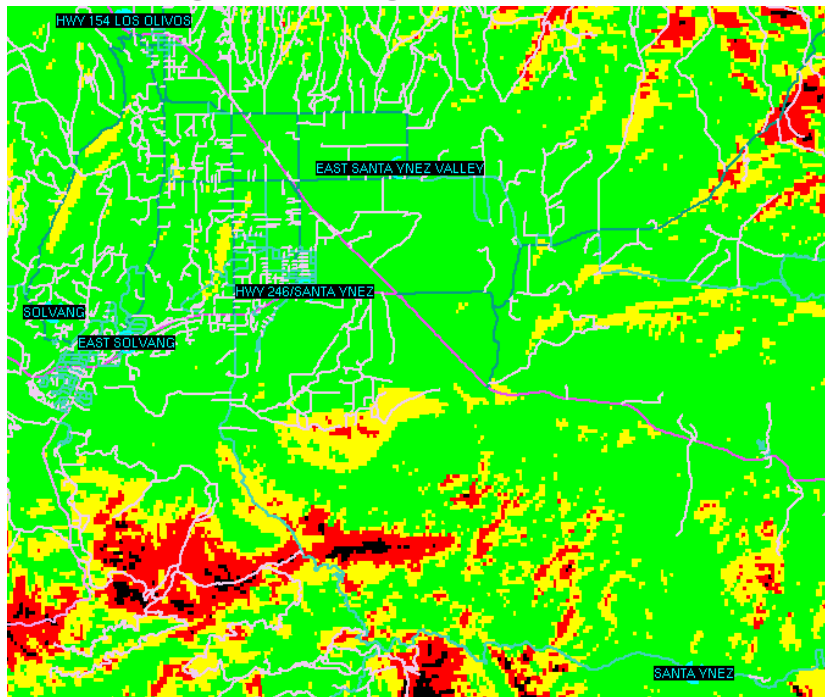 HWY 154 LOS OLIVOS
EAST SANTA YNEZ VALLEY
HWY 246/SANTA YNEZ
SOLVANG
EAST SOLVANG
SANTA YNEZ